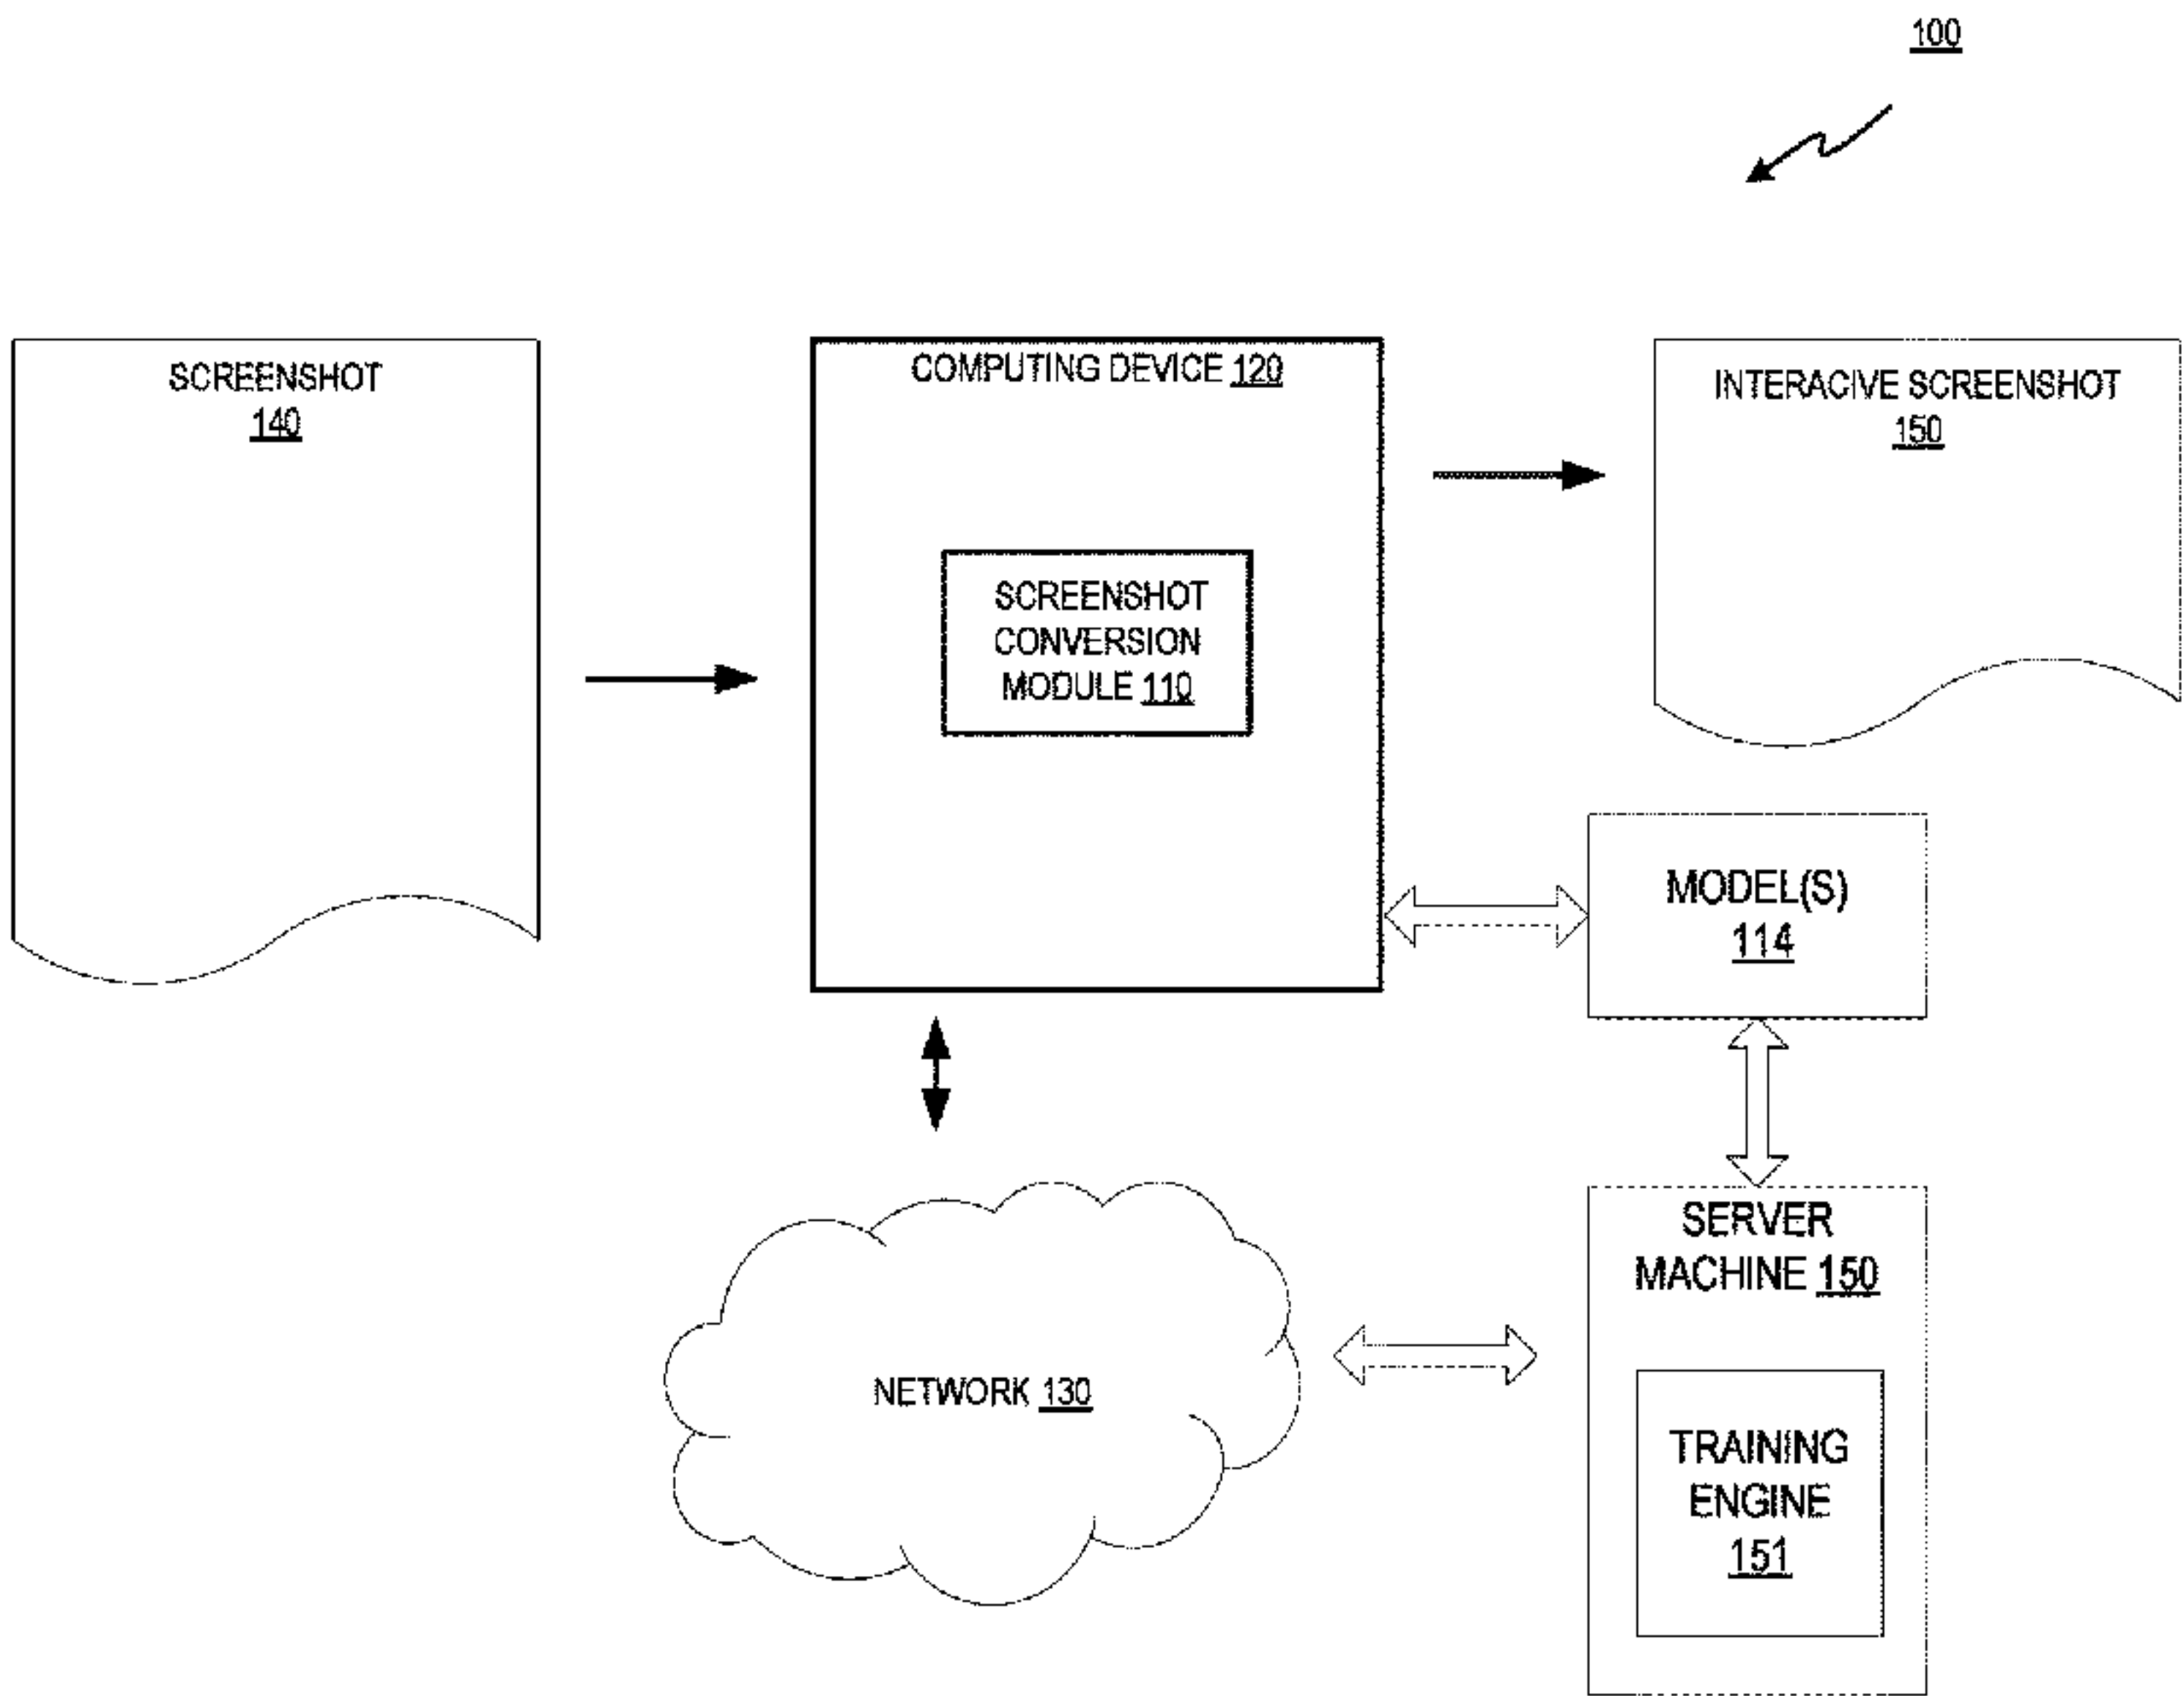 100
SCREENSHOT
140
COMPUTING DEVICE 120
SCREENSHOT
CONVERSION
MODULE 110
INTERACIVE SCREENSHOT
150
MODEL(S)
114
NETWORK 130
SERVER
MACHINE 150
TRAINING
ENGINE
151